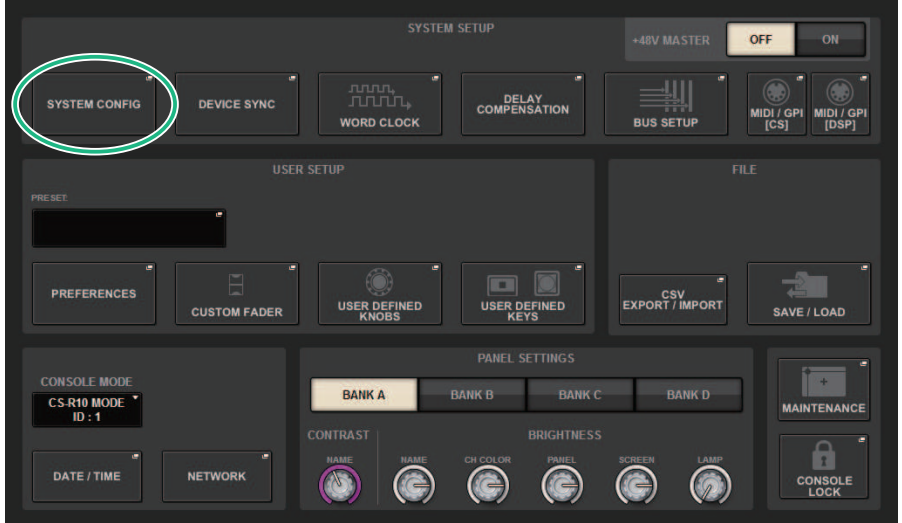 SYSTEM SETUP
+48V MASTER
OFF
ON
SYSTEM CONFIG
DEVICE SYNC
WORD CLOCK
DELAY
COMPENSATION
BUS SETUP
MIDI / GPI
[CS]
MIDI / GPI
[DSP]
USER SETUP
PRESET
PREFERENCES
CUSTOM FADER
USER DEFINED
KNOBS
USER DEFINED
KEYS
FILE
CSV
EXPORT / IMPORT
SAVE / LOAD
CONSOLE MODE
CS-R10 MODE
ID : 1
DATE / TIME
NETWORK
PANEL SETTINGS
BANK A
BANK B
BANK C
BANK D
CONTRAST
BRIGHTNESS
NAME
NAME
CH COLOR
PANEL
SCREEN
LAMP
MAINTENANCE
CONSOLE
LOCK